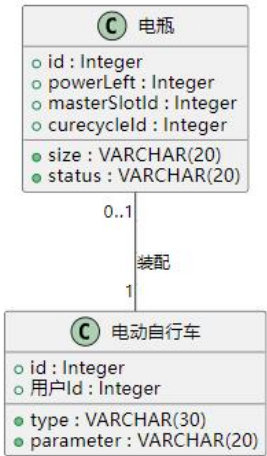 C 电瓶
id : Integer
powerLeft : Integer
masterSlotId : Integer
curecycleId : Integer
size : VARCHAR(20)
status : VARCHAR(20)
0..1
装配
1
C 电动自行车
id : Integer
用户Id : Integer
type : VARCHAR(30)
parameter : VARCHAR(20)